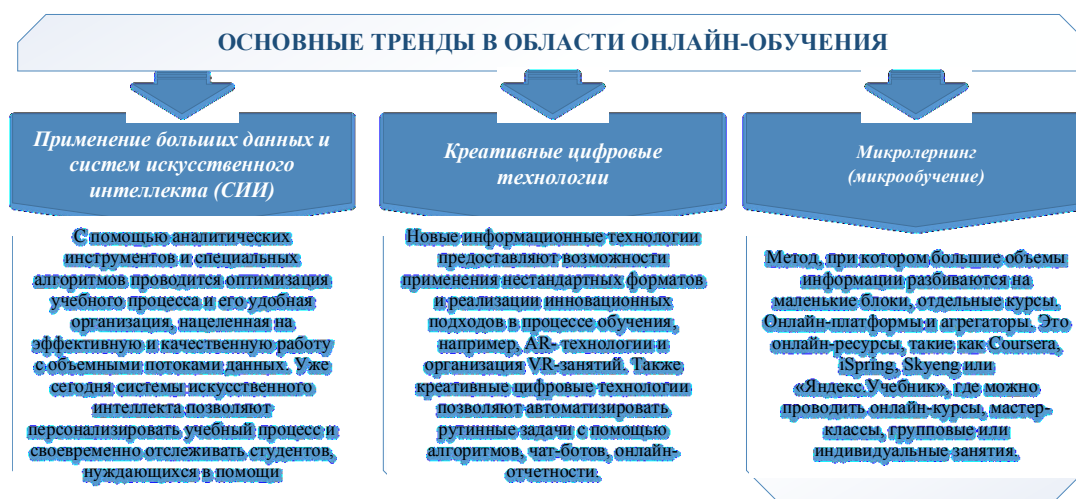 ОСНОВНЫЕ ТРЕНДЫ В ОБЛАСТИ ОНЛАЙН-ОБУЧЕНИЯ
Применение больших данных и
систем искусственного
интеллекта (СИИ)
С помощью аналитических
инструментов и специальных
алгоритмов проводится оптимизация
учебного процесса и его удобная
организация, нацеленная на
эффективную и качественную работу
с объемными потоками данных. Уже
сегодня системы искусственного
интеллекта позволяют
персонализировать учебный процесс и
своевременно отслеживать студентов,
нуждающихся в помощи
Креативные цифровые
технологии
Новые информационные технологии
предоставляют возможности
применения нестандартных форматов
и реализации инновационных
подходов в процессе обучения,
например, AR- технологии и
организация VR-занятий. Также
креативные цифровые технологии
позволяют автоматизировать
рутинные задачи с помощью
алгоритмов, чат-ботов, онлайн-
отчетности.
Микролернинг
(микрообучение)
Метод, при котором большие объемы
информации разбиваются на
маленькие блоки, отдельные курсы.
Онлайн-платформы и агрегаторы. Это
онлайн-ресурсы, такие как Coursera,
iSpring, Skyeng или
«Яндекс.Учебник», где можно
проводить онлайн-курсы, мастер-
классы, групповые или
индивидуальные занятия.